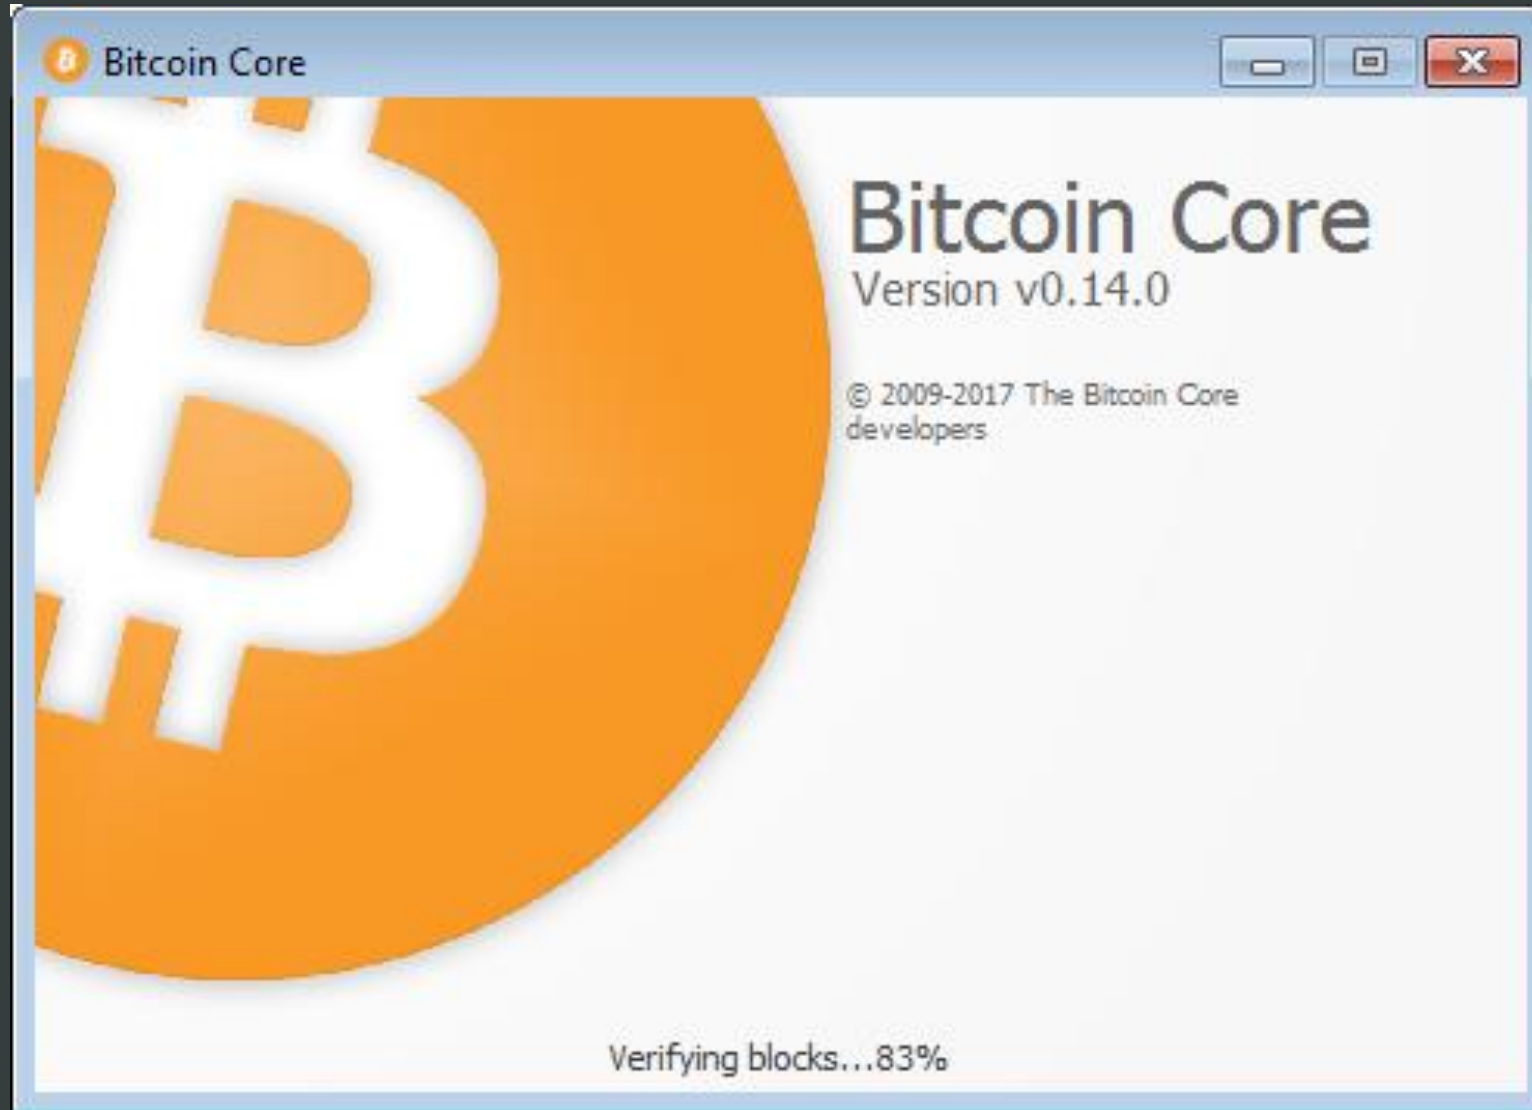 Bitcoin Core
Bitcoin Core
Version v0.14.0
© 2009-2017 The Bitcoin Core
developers
Verifying blocks...83%